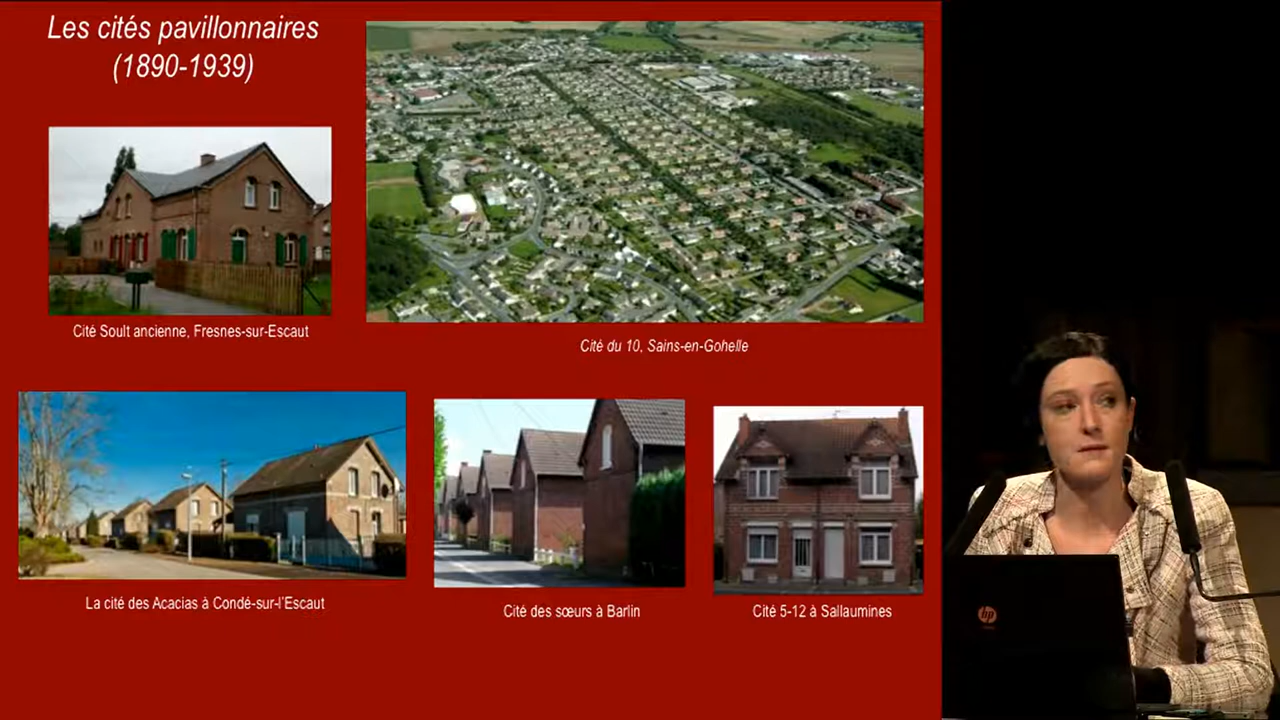 Les cités pavillonnaires
(1890-1939)
Cité Soult ancienne, Fresnes-sur-Escaut
Cité du 10, Sains-en-Gohelle
La cité des Acacias à Condé-sur-l'Escaut
Cité des sœurs à Barlin
Cité 5-12 à Sallaumines
hp